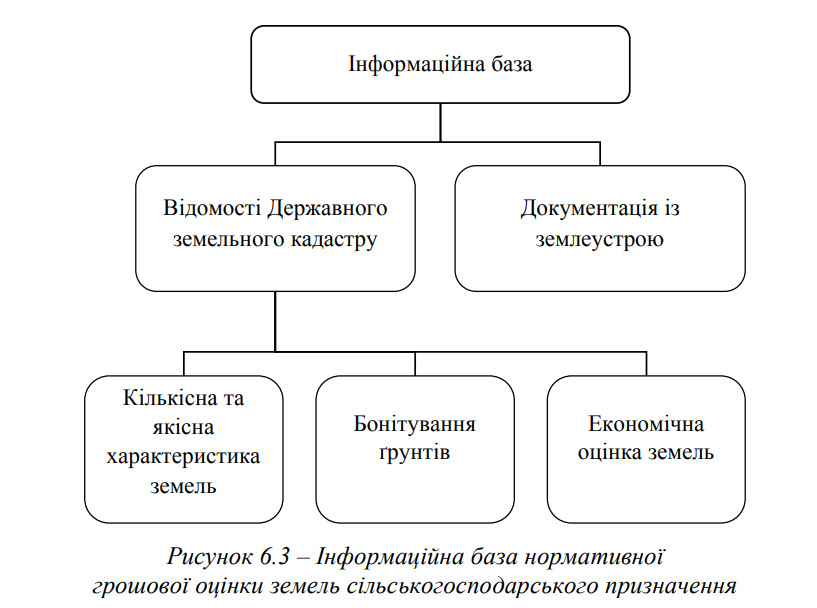 Інформаційна база
Відомості Державного
земельного кадастру
Документація із
землеустрою
Кількісна та
якісна
характеристика
земель
Бонітування
ґрунтів
Економічна
оцінка земель
Рисунок 6.3 – Інформаційна база нормативної
грошової оцінки земель сільськогосподарського призначення